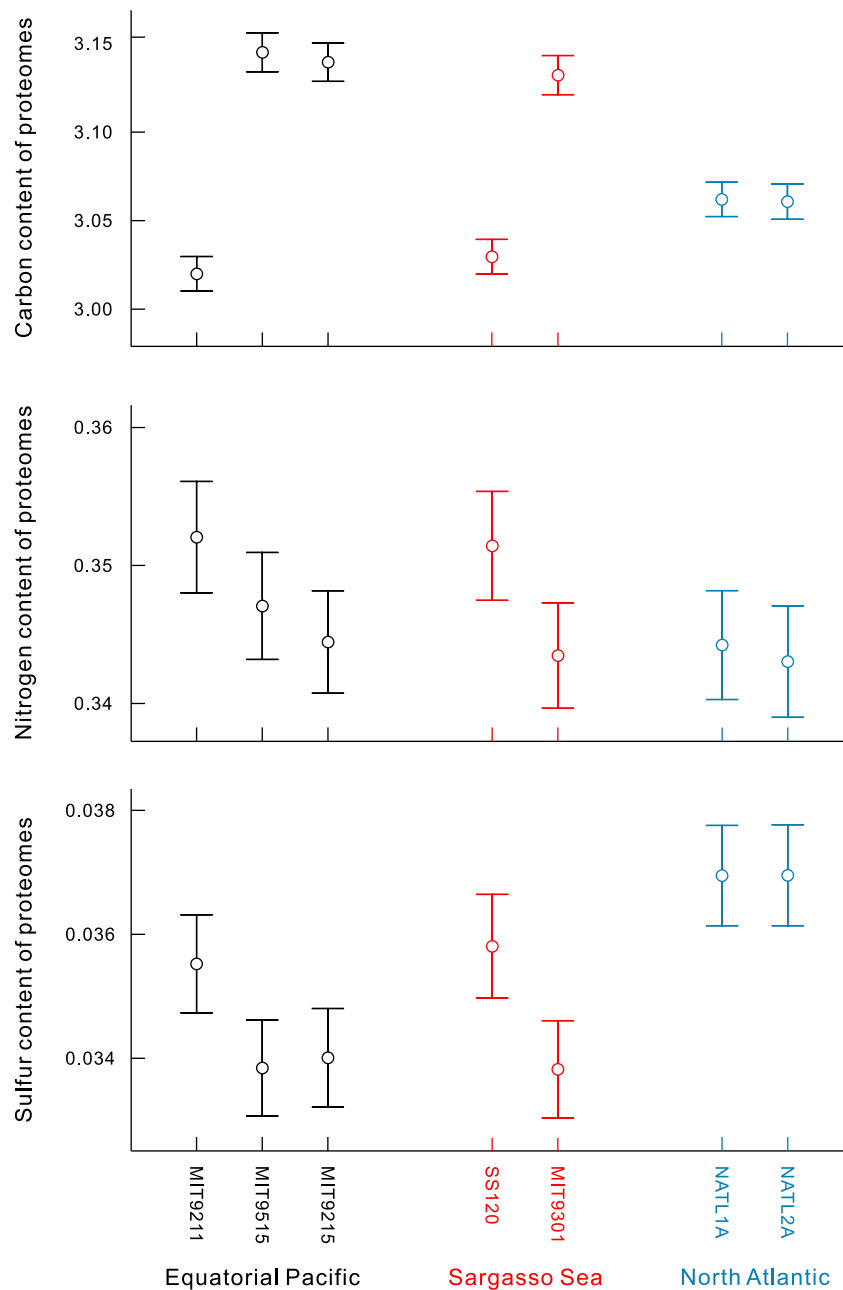 Carbon content of proteomes
3.15
3.10
3.05
3.00
Nitrogen content of proteomes
0.36
0.35
0.34
Sulfur content of proteomes
0.038
0.036
0.034
MIT9211
MIT9515
MIT9215
SS120
MIT9301
NATL1A
NATL2A
Equatorial Pacific
Sargasso Sea
North Atlantic